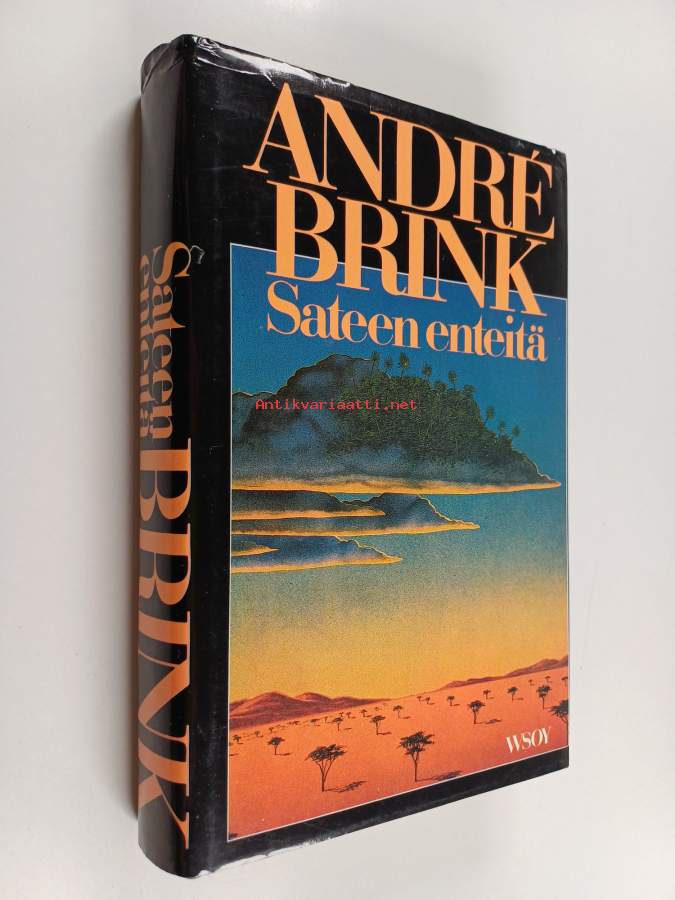 ANDRÉ
BRINK
Sateen enteitä
Antikvariaatti.net
WSOY
Sateen
enteitä
BRINK